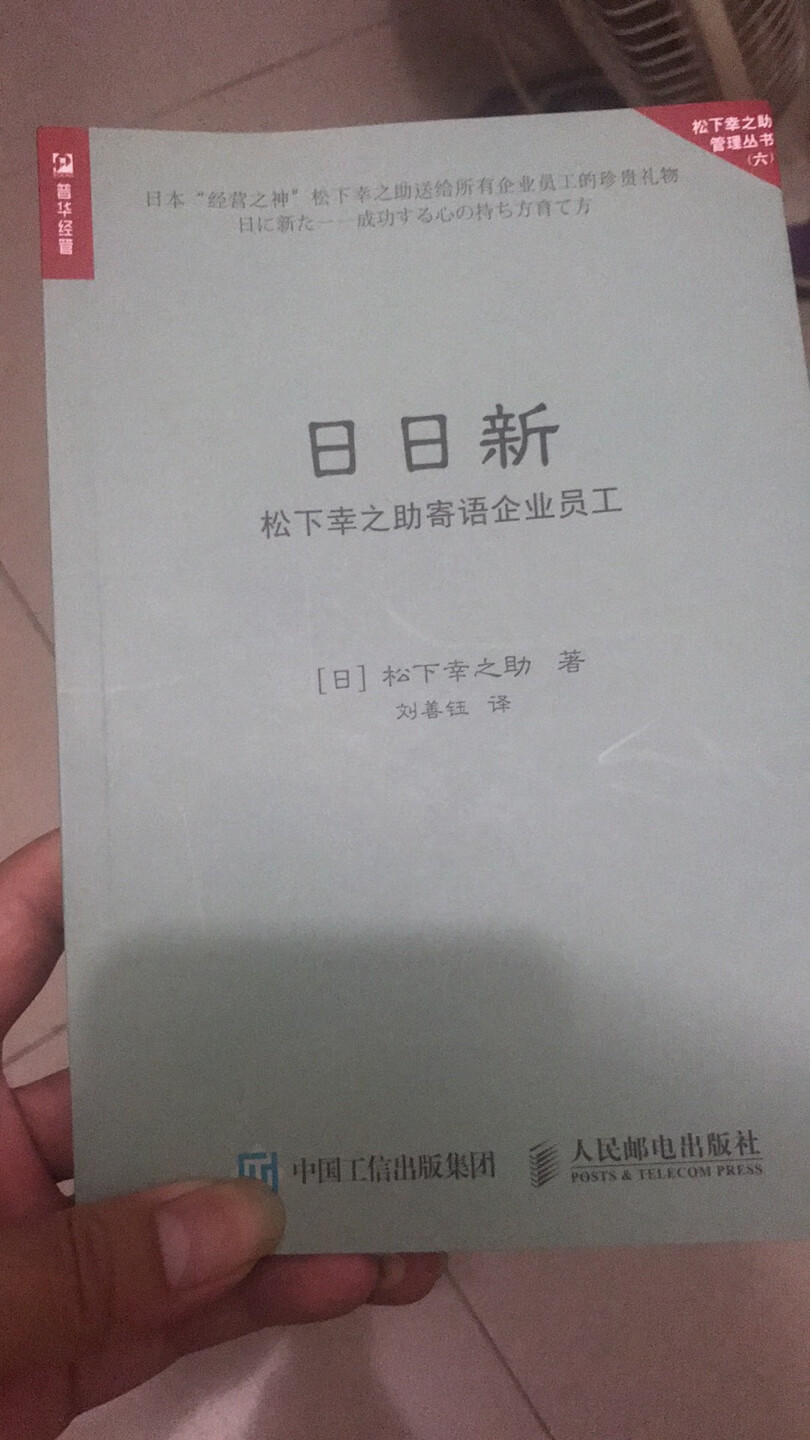 普华经管
松下幸之助
管理丛书
(六)
日本“经营之神”松下幸之助送给所有企业员工的珍贵礼物
日に新た——成功する心の持ち方育て方
日日新
松下幸之助寄语企业员工
[日] 松下幸之助 著
刘善钰 译
中国工信出版集团
人民邮电出版社
POSTS & TELECOM PRESS